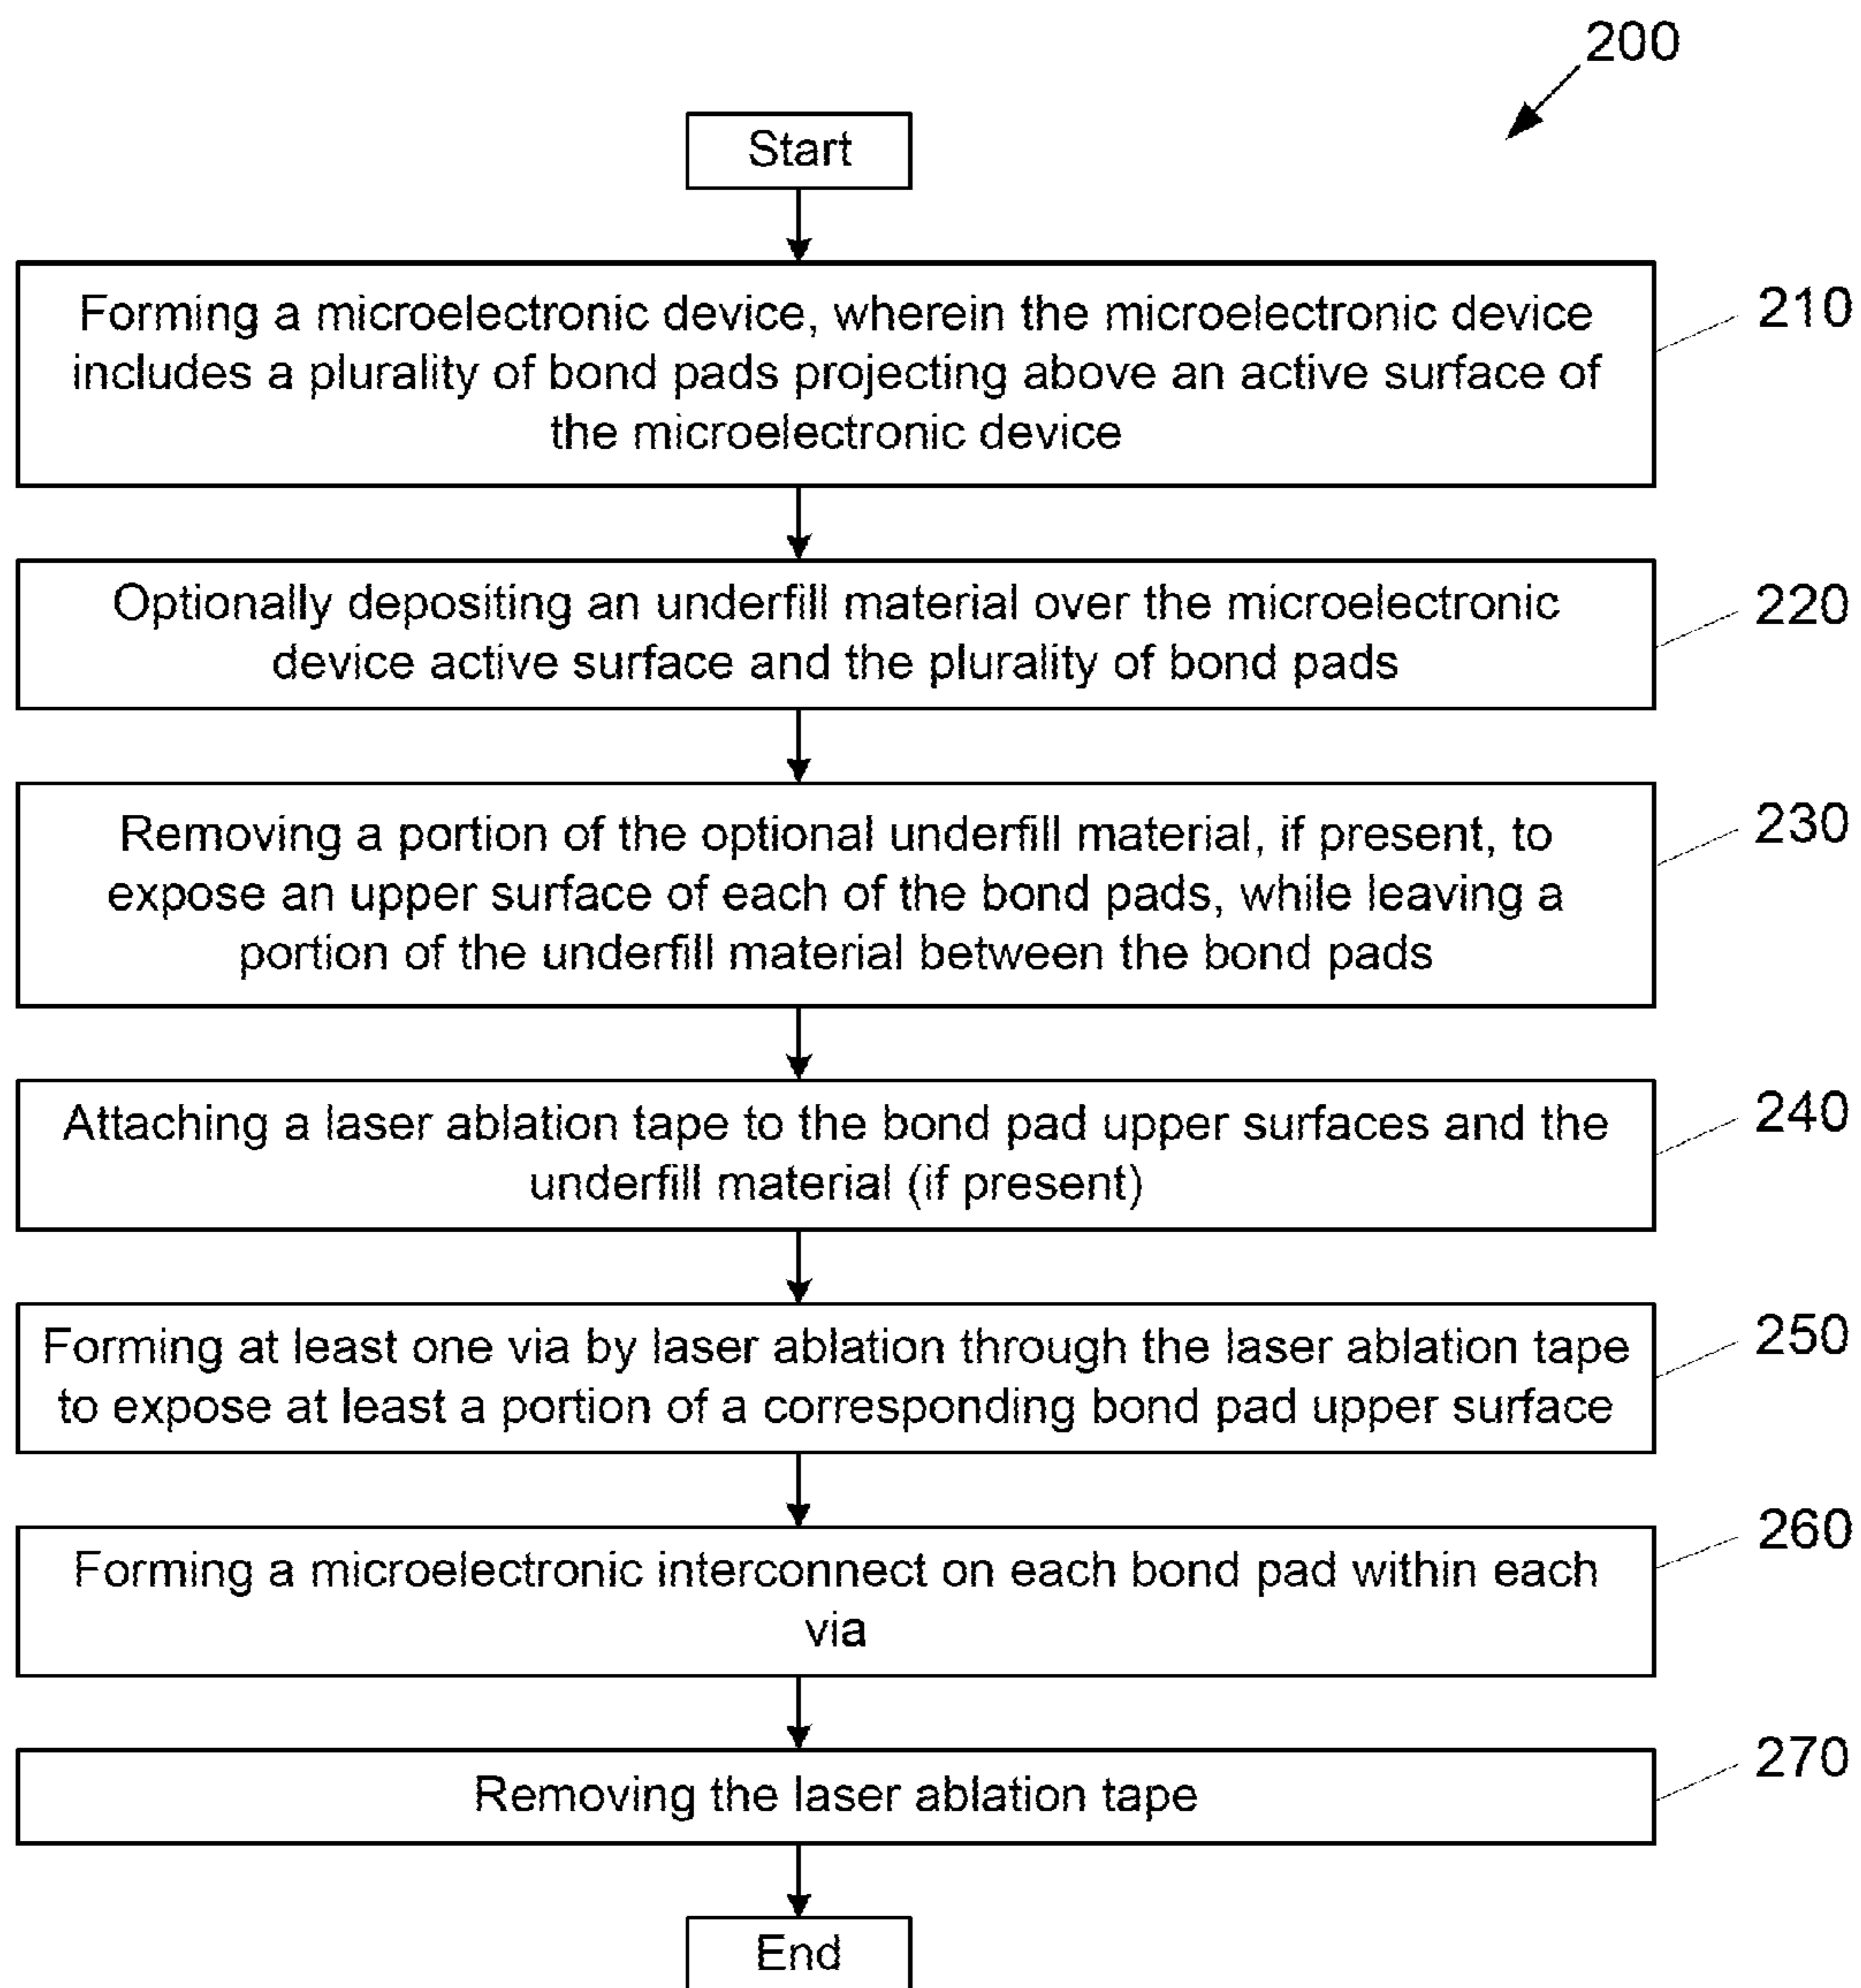 200
Start
Forming a microelectronic device, wherein the microelectronic device
includes a plurality of bond pads projecting above an active surface of
the microelectronic device
210
Optionally depositing an underfill material over the microelectronic
device active surface and the plurality of bond pads
220
Removing a portion of the optional underfill material, if present, to
expose an upper surface of each of the bond pads, while leaving a
portion of the underfill material between the bond pads
230
Attaching a laser ablation tape to the bond pad upper surfaces and the
underfill material (if present)
240
Forming at least one via by laser ablation through the laser ablation tape
to expose at least a portion of a corresponding bond pad upper surface
250
Forming a microelectronic interconnect on each bond pad within each
via
260
Removing the laser ablation tape
270
End